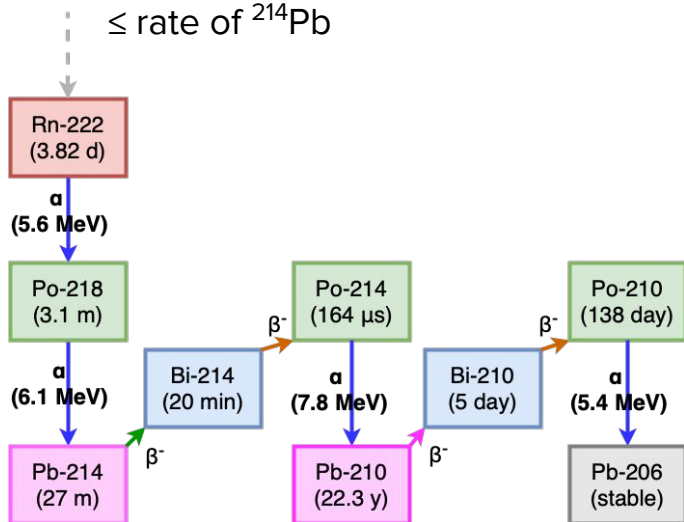 ≤ rate of ²¹⁴Pb
Rn-222
(3.82 d)
α
(5.6 MeV)
Po-218
(3.1 m)
Po-214
(164 µs)
Po-210
(138 day)
β⁻
β⁻
α
(6.1 MeV)
Bi-214
(20 min)
α
(7.8 MeV)
Bi-210
(5 day)
α
(5.4 MeV)
Pb-214
(27 m)
β⁻
Pb-210
(22.3 y)
β⁻
Pb-206
(stable)